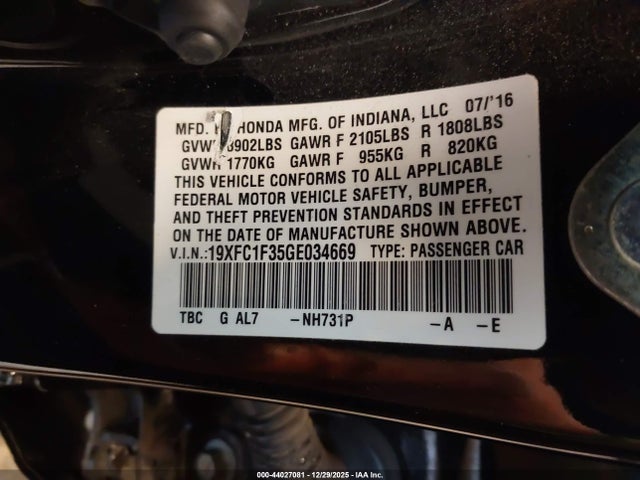 MFD. HONDA MFG. OF INDIANA, LLC 07/'16
3902LBS GAWR F 2105LBS R 1808LBS
GVWR 1770KG GAWR F 955KG R 820KG
THIS VEHICLE CONFORMS TO ALL APPLICABLE
FEDERAL MOTOR VEHICLE SAFETY, BUMPER,
AND THEFT PREVENTION STANDARDS IN EFFECT
ON THE DATE OF MANUFACTURE SHOWN ABOVE.
V.I.N.:19XFC1F35GE034669 TYPE: PASSENGER CAR
TBC G AL7 -NH731P -A -E
000-44027081 - 12/29/2025 - IAA Inc.